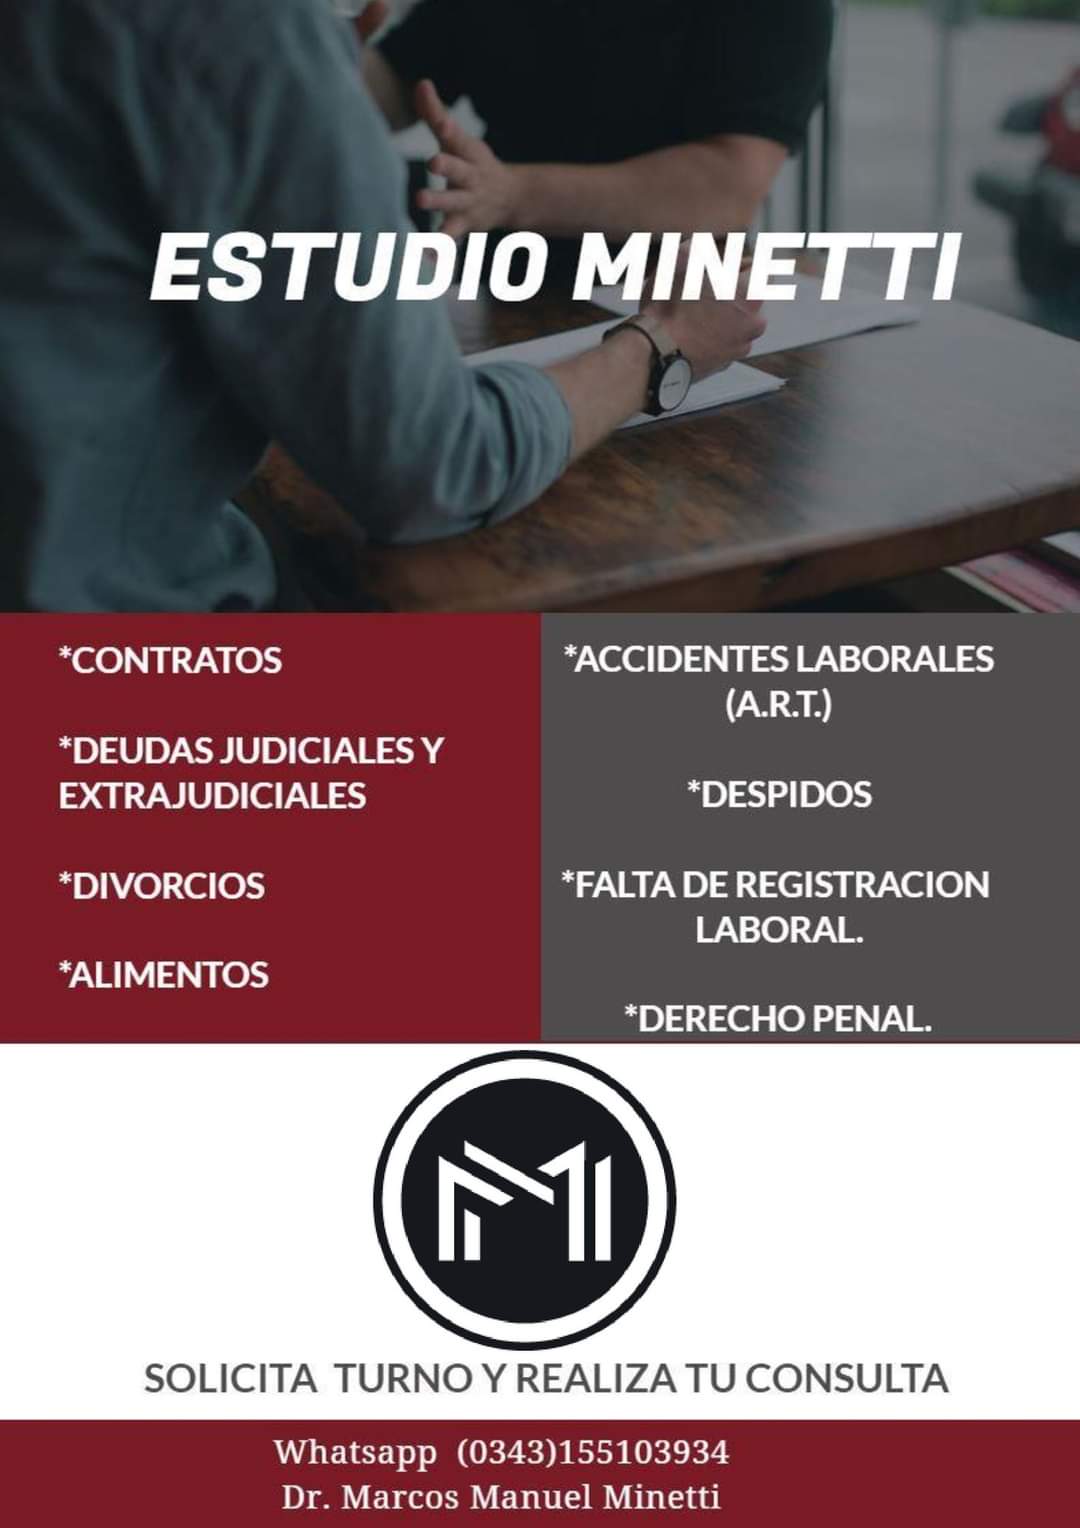 ESTUDIO MINETTI
*CONTRATOS
*DEUDAS JUDICIALES Y
EXTRAJUDICIALES
*DIVORCIOS
*ALIMENTOS
*ACCIDENTES LABORALES
(A.R.T.)
*DESPIDOS
*FALTA DE REGISTRACION
LABORAL.
*DERECHO PENAL.
M
SOLICITA TURNO Y REALIZA TU CONSULTA
Whatsapp (0343)155103934
Dr. Marcos Manuel Minetti